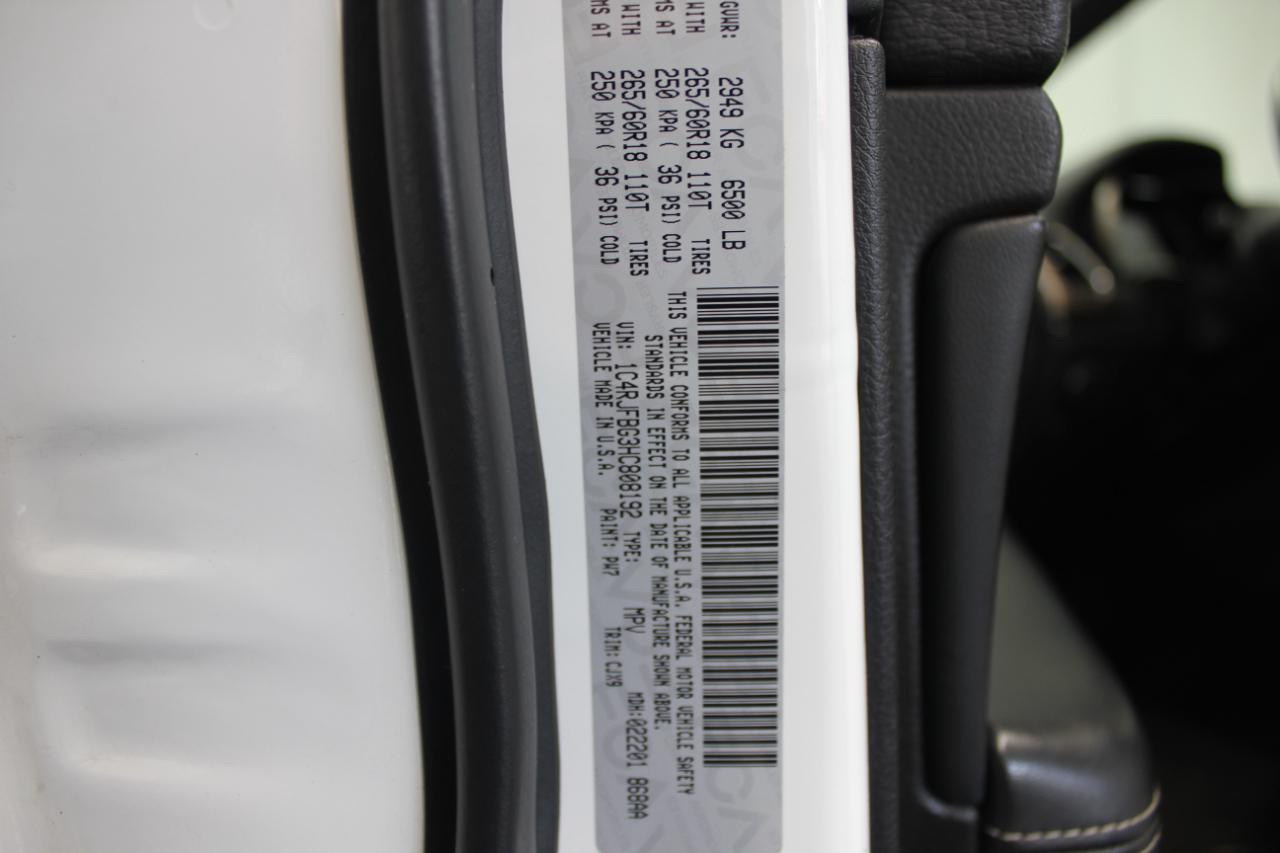 GVWR: 2949 KG 6500 LB
WITH 265/60R18 110T TIRES
MS AT 250 KPA ( 36 PSI) COLD
WITH 265/60R18 110T TIRES
MS AT 250 KPA ( 36 PSI) COLD
THIS VEHICLE CONFORMS TO ALL APPLICABLE U.S.A. FEDERAL MOTOR VEHICLE SAFETY
STANDARDS IN EFFECT ON THE DATE OF MANUFACTURE SHOWN ABOVE.
VIN: 1C4RJFBG3HC808192 TYPE: MPV MDH:022201 868AA
VEHICLE MADE IN U.S.A. PAINT: PW7 TRIM: CJX9